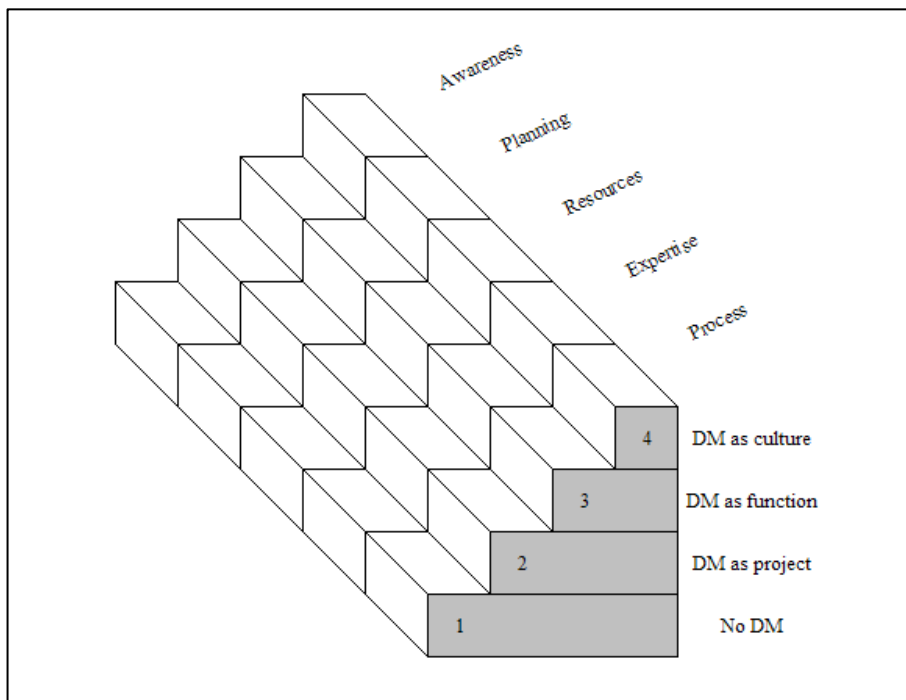 Awareness
Planning
Resources
Expertise
Process
4 DM as culture
3 DM as function
2 DM as project
1 No DM